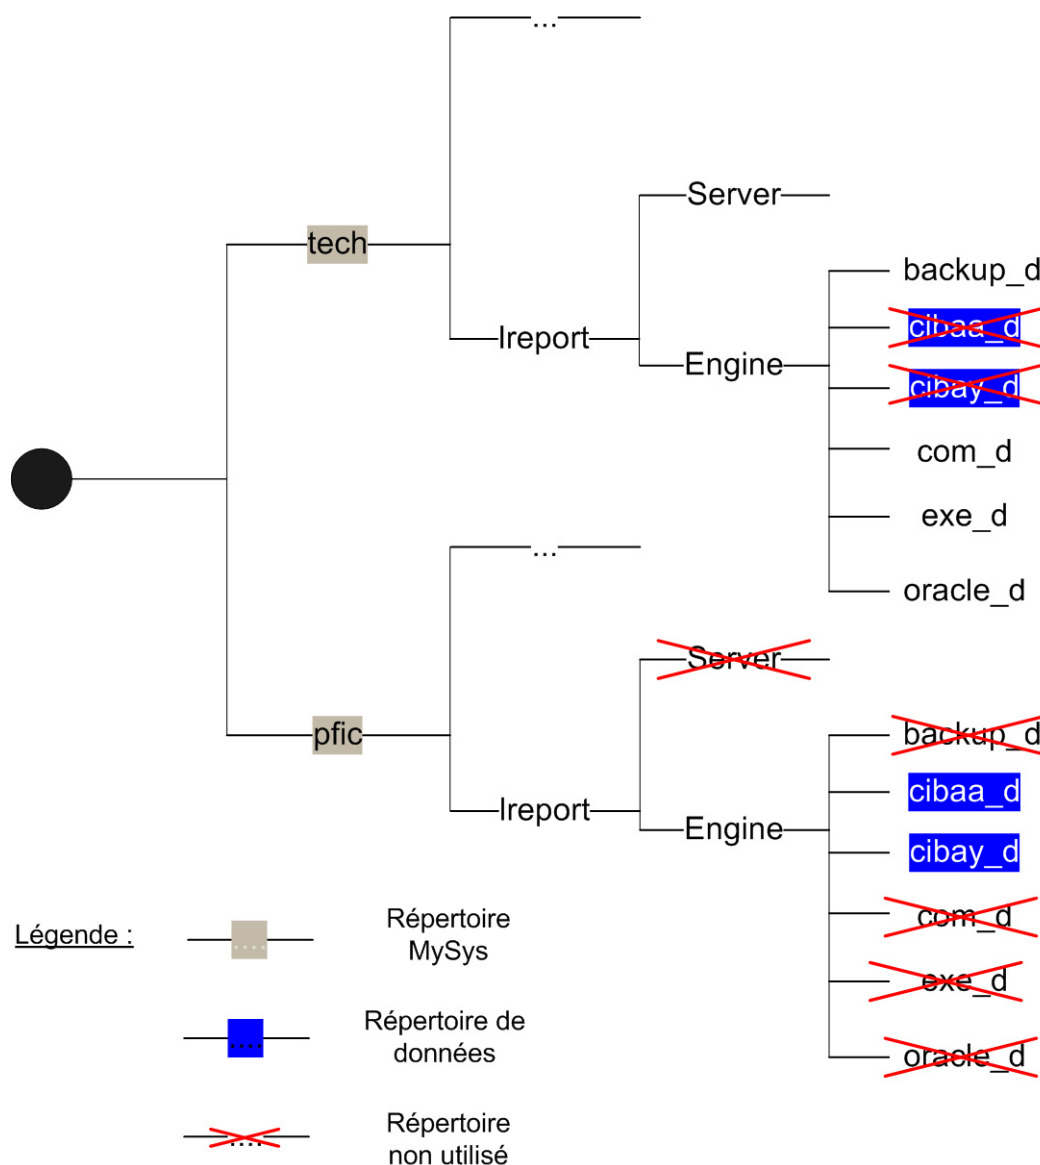 ...
Server
tech
backup_d
cibaa_d
Ireport
Engine
cibay_d
com_d
exe_d
...
oracle_d
Server
pfic
backup_d
cibaa_d
Ireport
Engine
cibay_d
com_d
exe_d
oracle_d
Légende :
....
Répertoire
MySys
....
Répertoire de
données
....
Répertoire
non utilisé